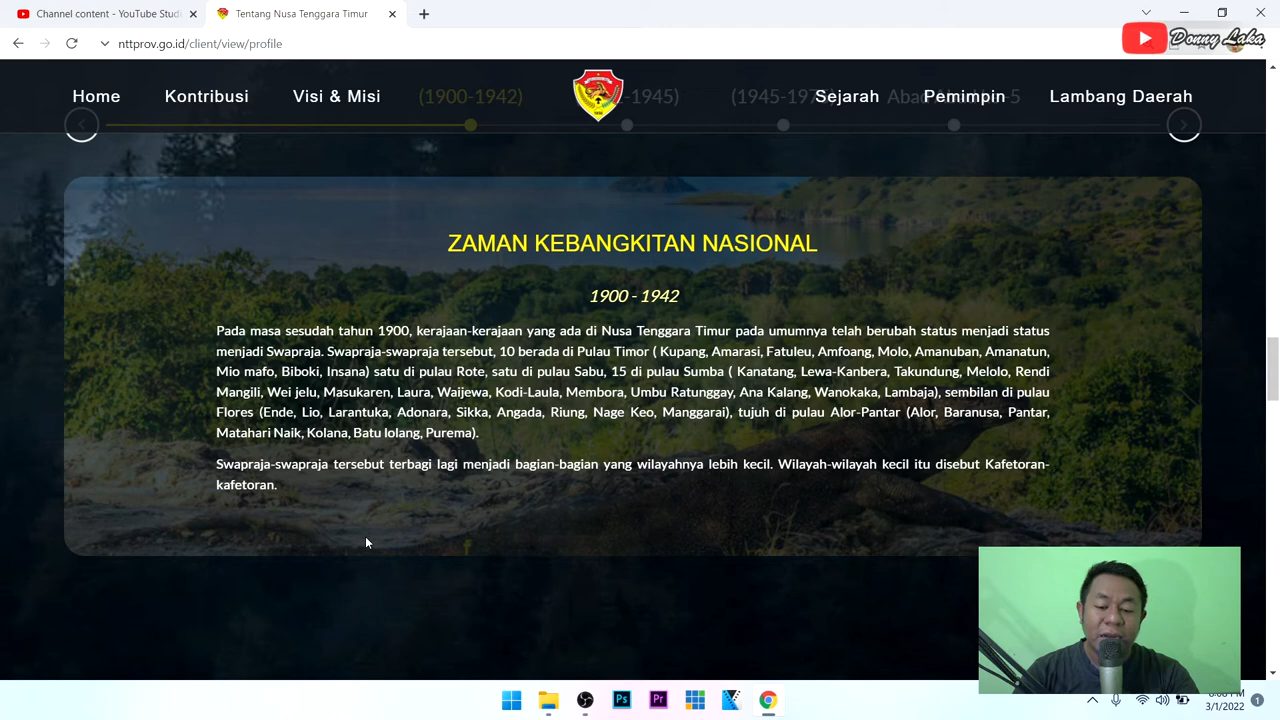 Channel content - YouTube Stud
Tentang Nusa Tenggara Timur
nttprov.go.id/client/view/profile
Donny Laka
Home Kontribusi Visi & Misi Sejarah Pemimpin Lambang Daerah
(1900-1942) -1945) (1945-19
ZAMAN KEBANGKITAN NASIONAL
1900 - 1942
Pada masa sesudah tahun 1900, kerajaan-kerajaan yang ada di Nusa Tenggara Timur pada umumnya telah berubah status menjadi status
menjadi Swapraja. Swapraja-swapraja tersebut, 10 berada di Pulau Timor ( Kupang, Amarasi, Fatuleu, Amfoang, Molo, Amanuban, Amanatun,
Mio mafo, Biboki, Insana) satu di pulau Rote, satu di pulau Sabu, 15 di pulau Sumba ( Kanatang, Lewa-Kanbera, Takundung, Melolo, Rendi
Mangili, Wei jelu, Masukaren, Laura, Waijewa, Kodi-Laula, Membora, Umbu Ratunggay, Ana Kalang, Wanokaka, Lambaja), sembilan di pulau
Flores (Ende, Lio, Larantuka, Adonara, Sikka, Angada, Riung, Nage Keo, Manggarai), tujuh di pulau Alor-Pantar (Alor, Baranusa, Pantar,
Matahari Naik, Kolana, Batu lolang, Purema).
Swapraja-swapraja tersebut terbagi lagi menjadi bagian-bagian yang wilayahnya lebih kecil. Wilayah-wilayah kecil itu disebut Kafetoran-
kafetoran.
Ps Pr
3/1/2022
1